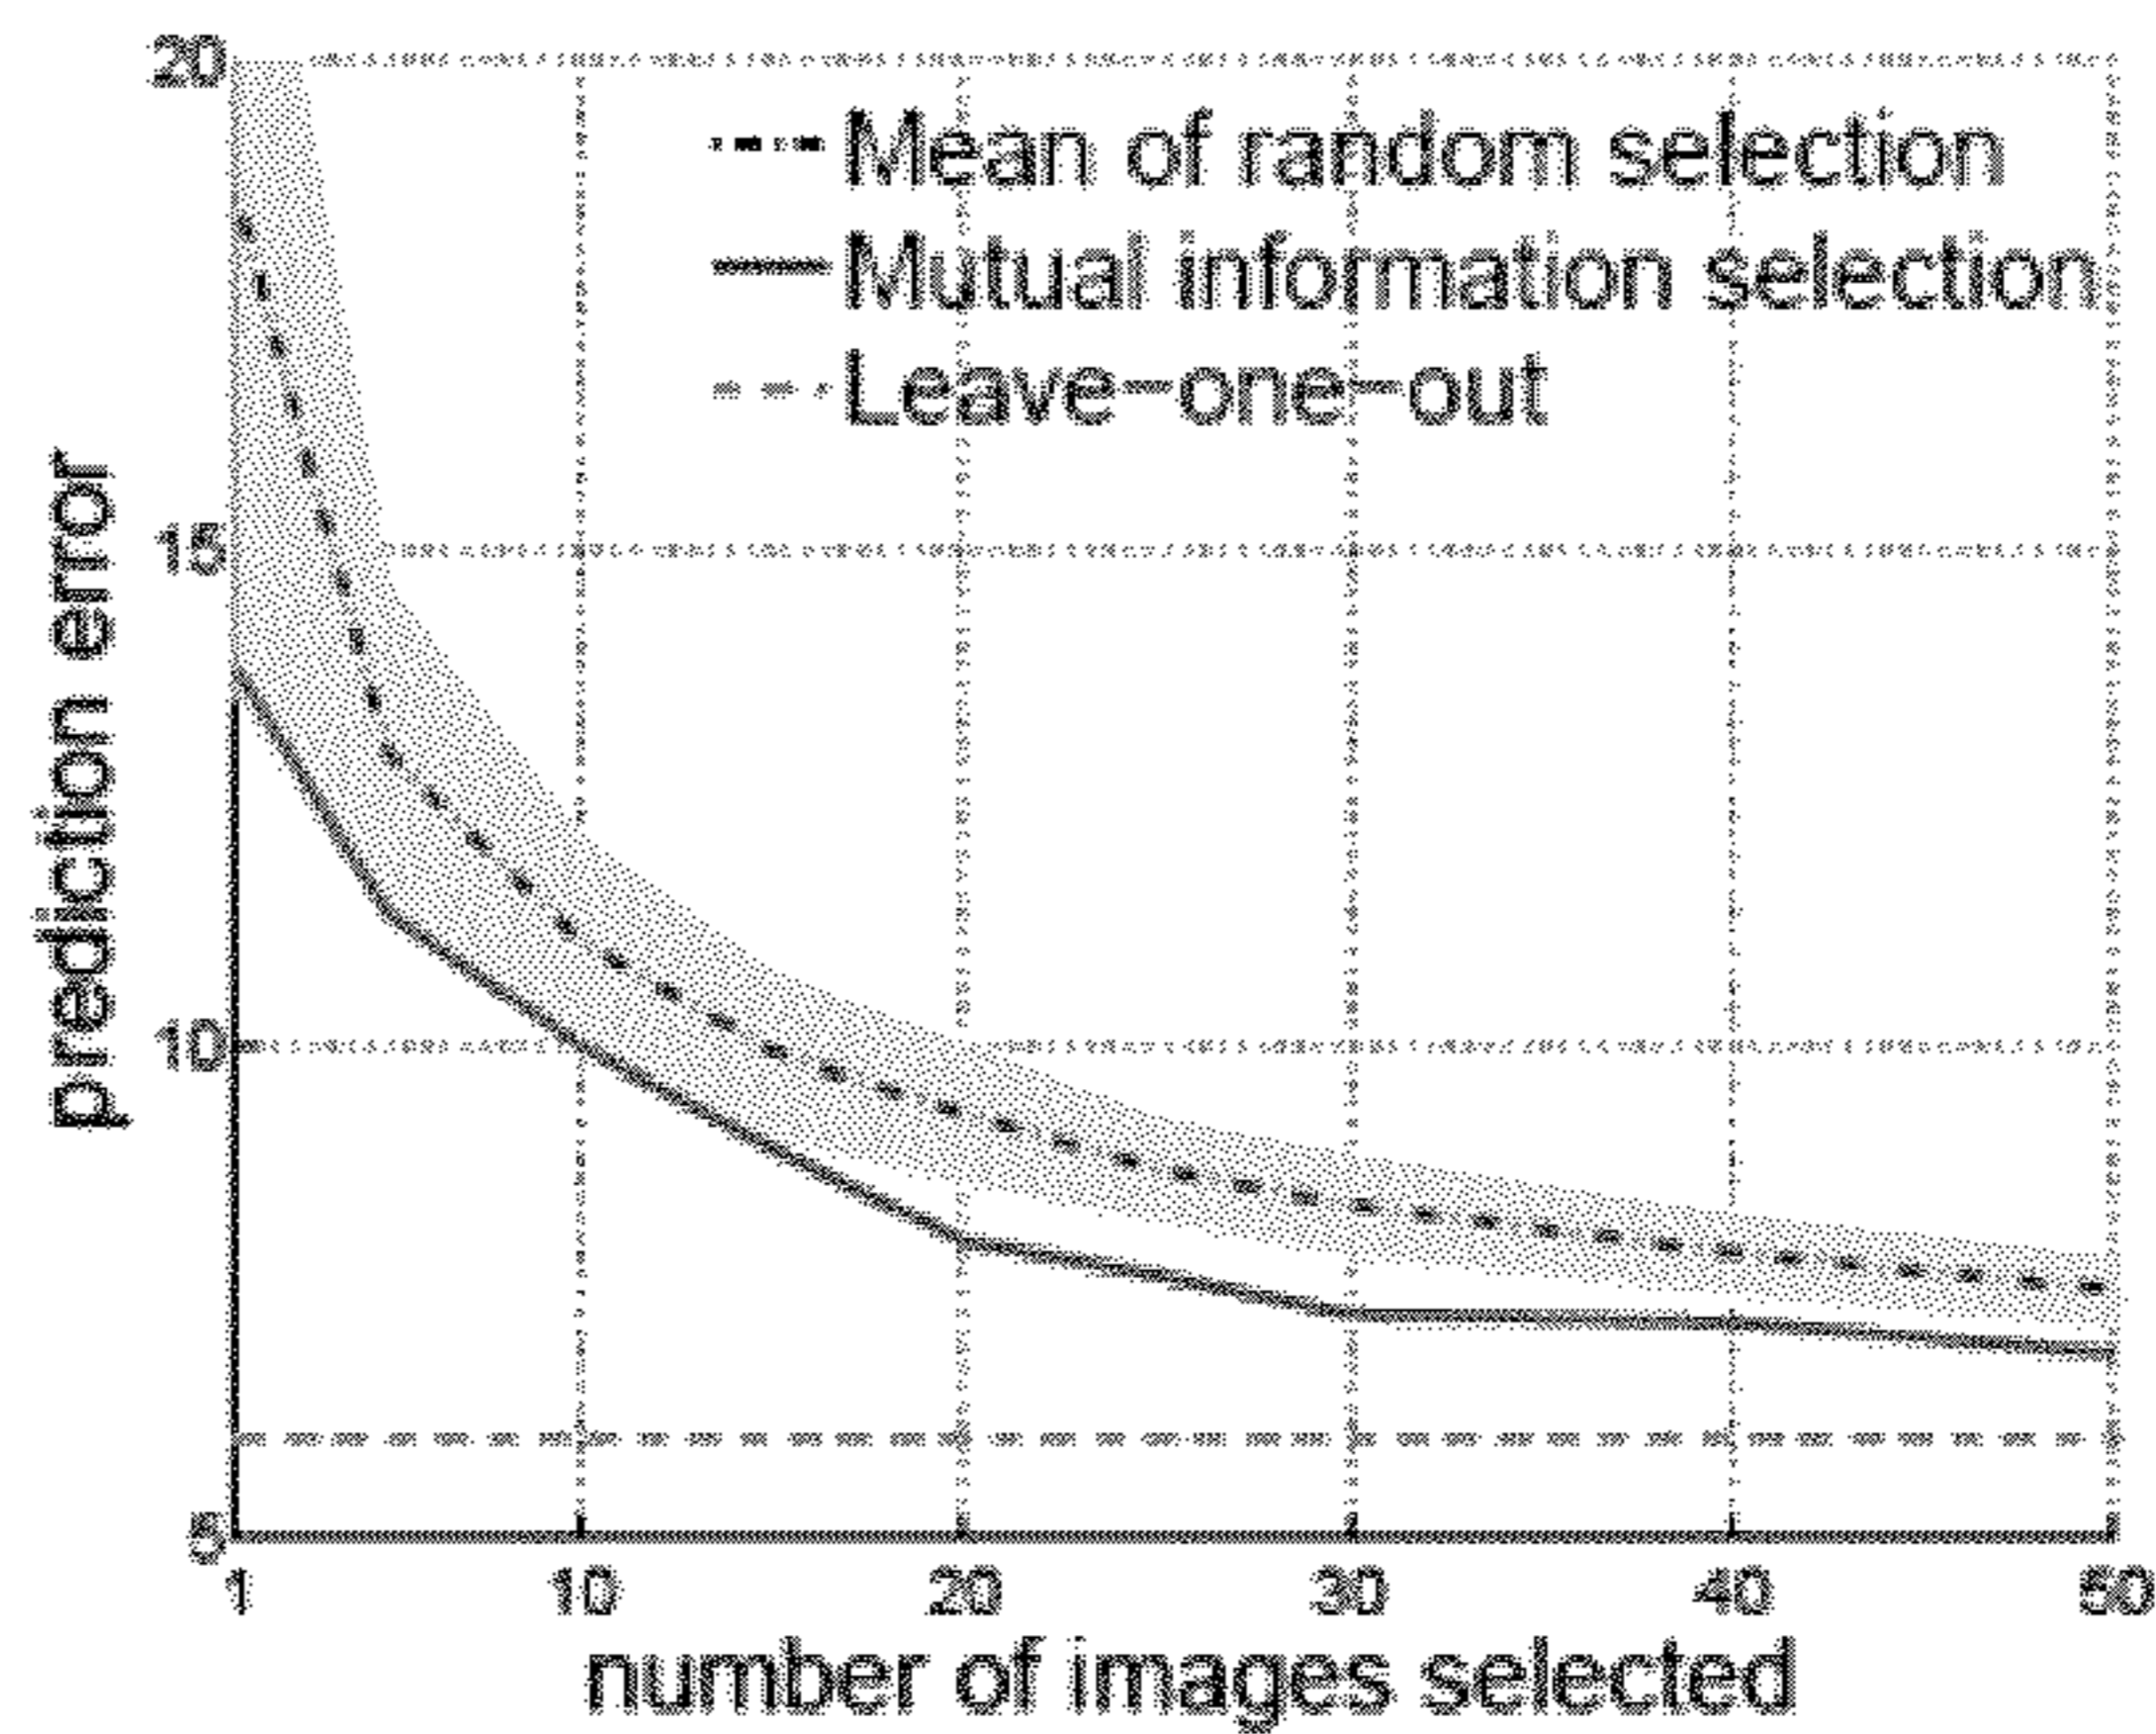 20
Mean of random selection
Mutual information selection
Leave-one-out
15
prediction error
10
5
1 10 20 30 40 50
number of images selected